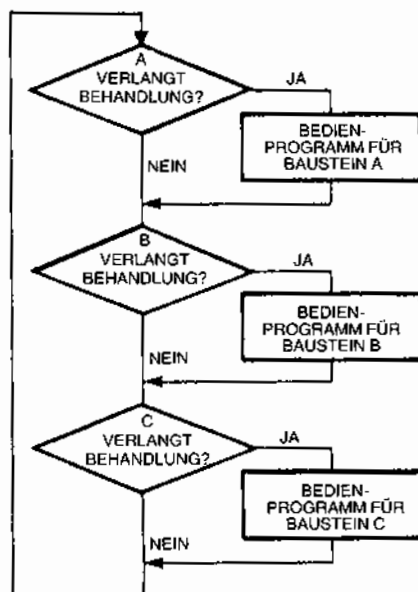 A
VERLANGT
BEHANDLUNG?
JA
BEDIEN-
PROGRAMM FÜR
BAUSTEIN A
NEIN
B
VERLANGT
BEHANDLUNG?
JA
BEDIEN-
PROGRAMM FÜR
BAUSTEIN B
NEIN
C
VERLANGT
BEHANDLUNG?
JA
BEDIEN-
PROGRAMM FÜR
BAUSTEIN C
NEIN